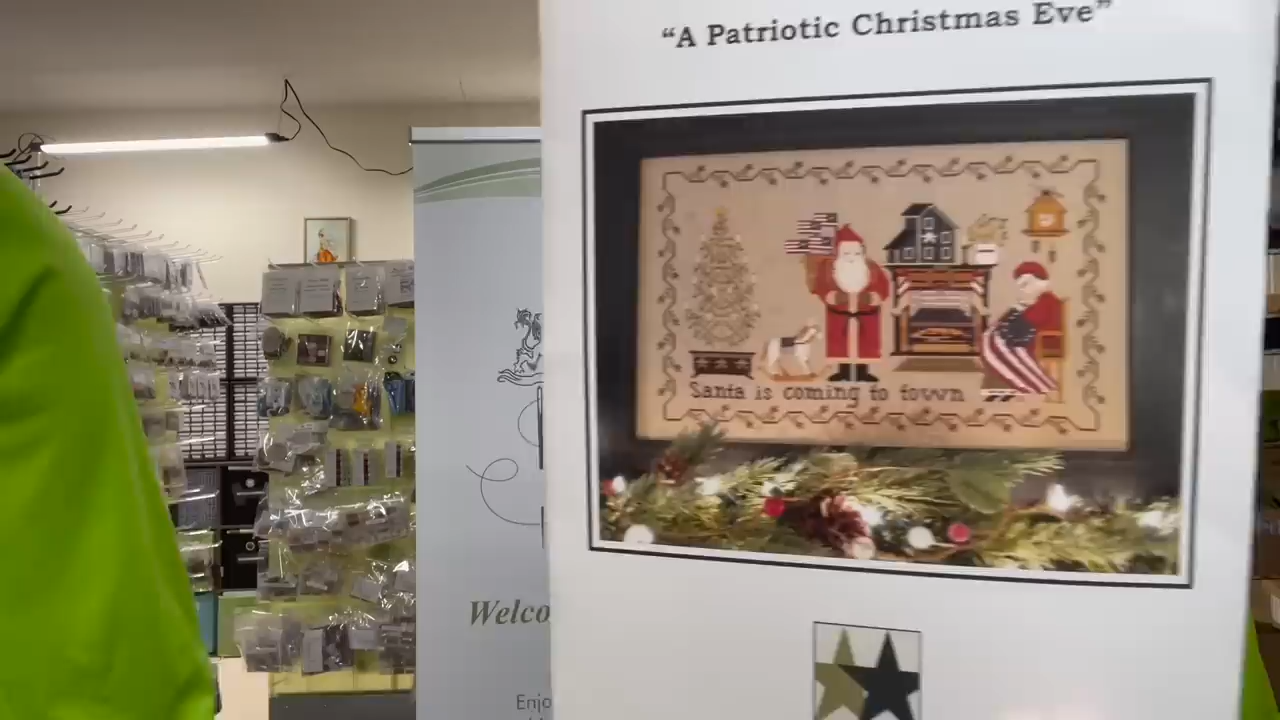 “A Patriotic Christmas Eve”
Santa is coming to town
Welco
Enjo